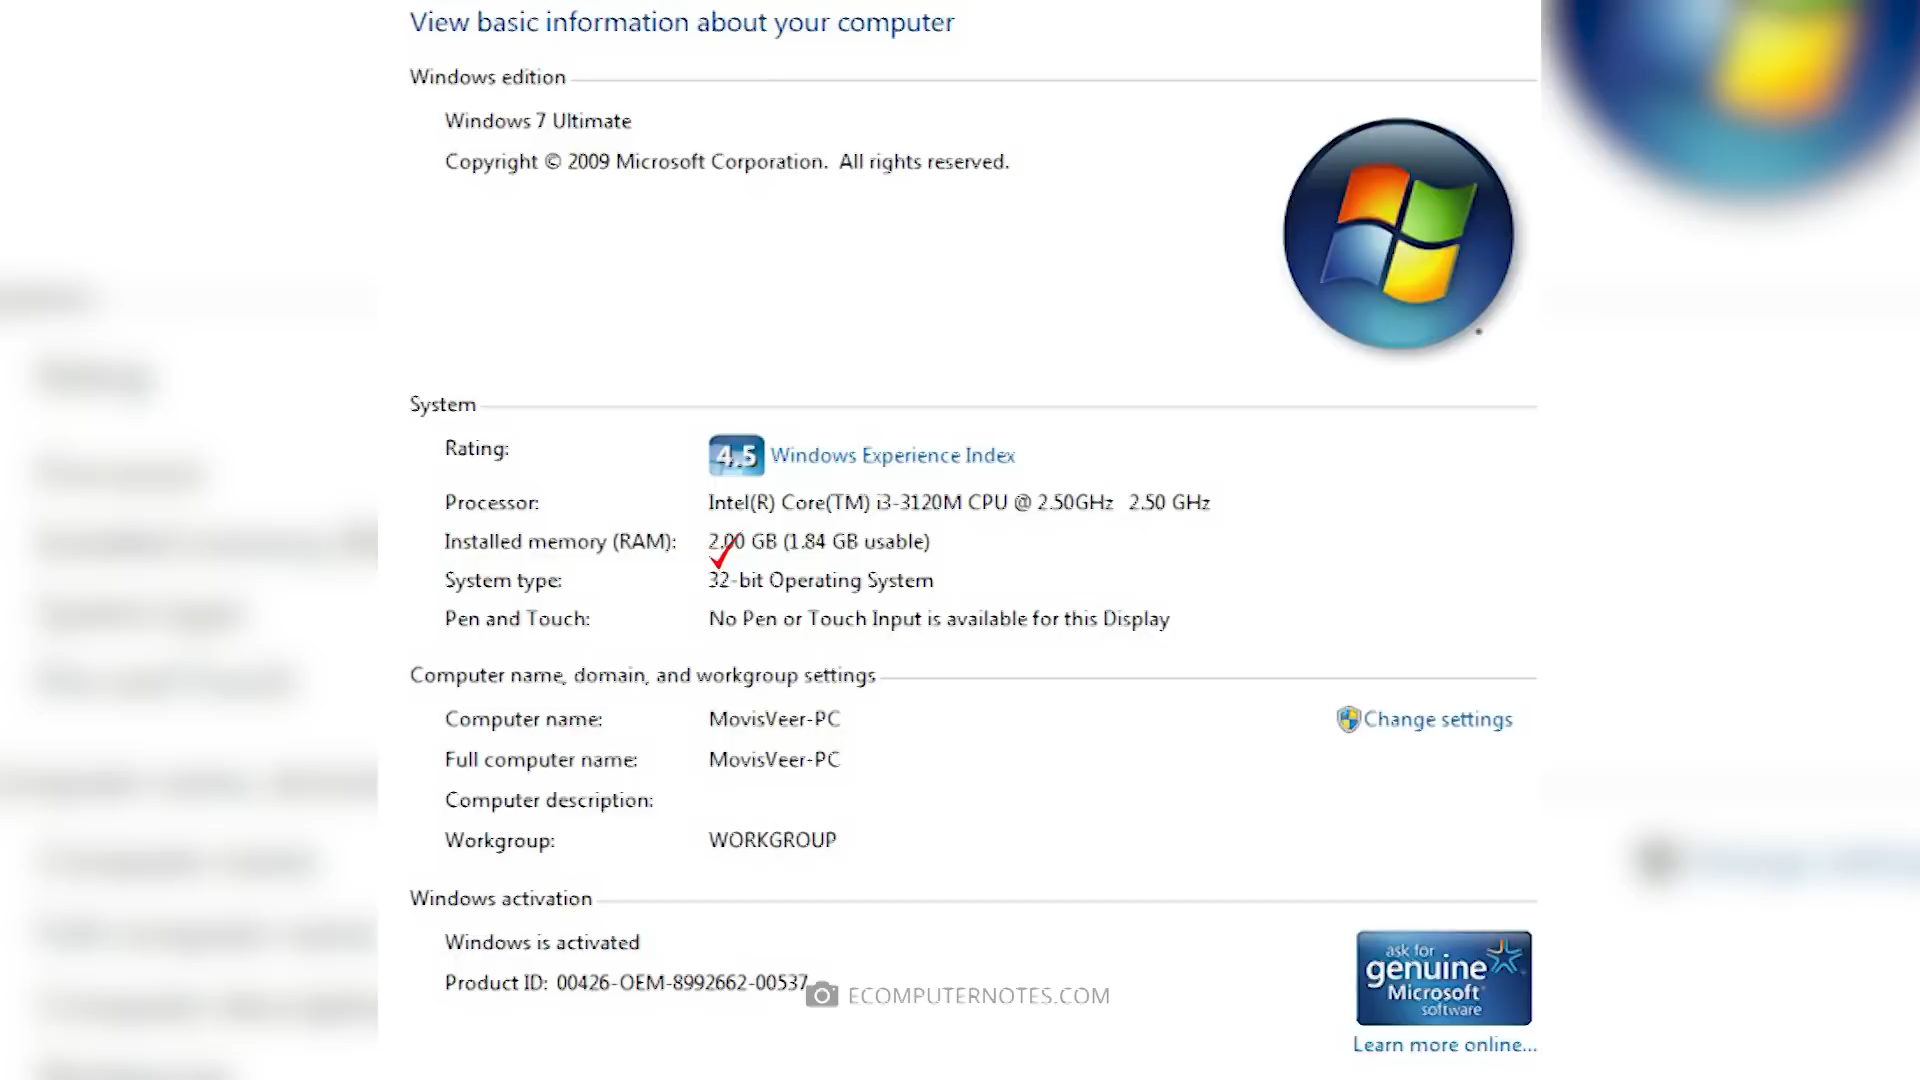 View basic information about your computer
Windows edition
Windows 7 Ultimate
Copyright © 2009 Microsoft Corporation. All rights reserved.
System
Rating: 4.5 Windows Experience Index
Processor: Intel(R) Core(TM) i3-3120M CPU @ 2.50GHz 2.50 GHz
Installed memory (RAM): 2.00 GB (1.84 GB usable)
System type: 32-bit Operating System
Pen and Touch: No Pen or Touch Input is available for this Display
Computer name, domain, and workgroup settings
Computer name: MovisVeer-PC
Change settings
Full computer name: MovisVeer-PC
Computer description:
Workgroup: WORKGROUP
Windows activation
Windows is activated
Product ID: 00426-OEM-8992662-00537
ECOMPUTERNOTES.COM
ask for
genuine
Microsoft
software
Learn more online...